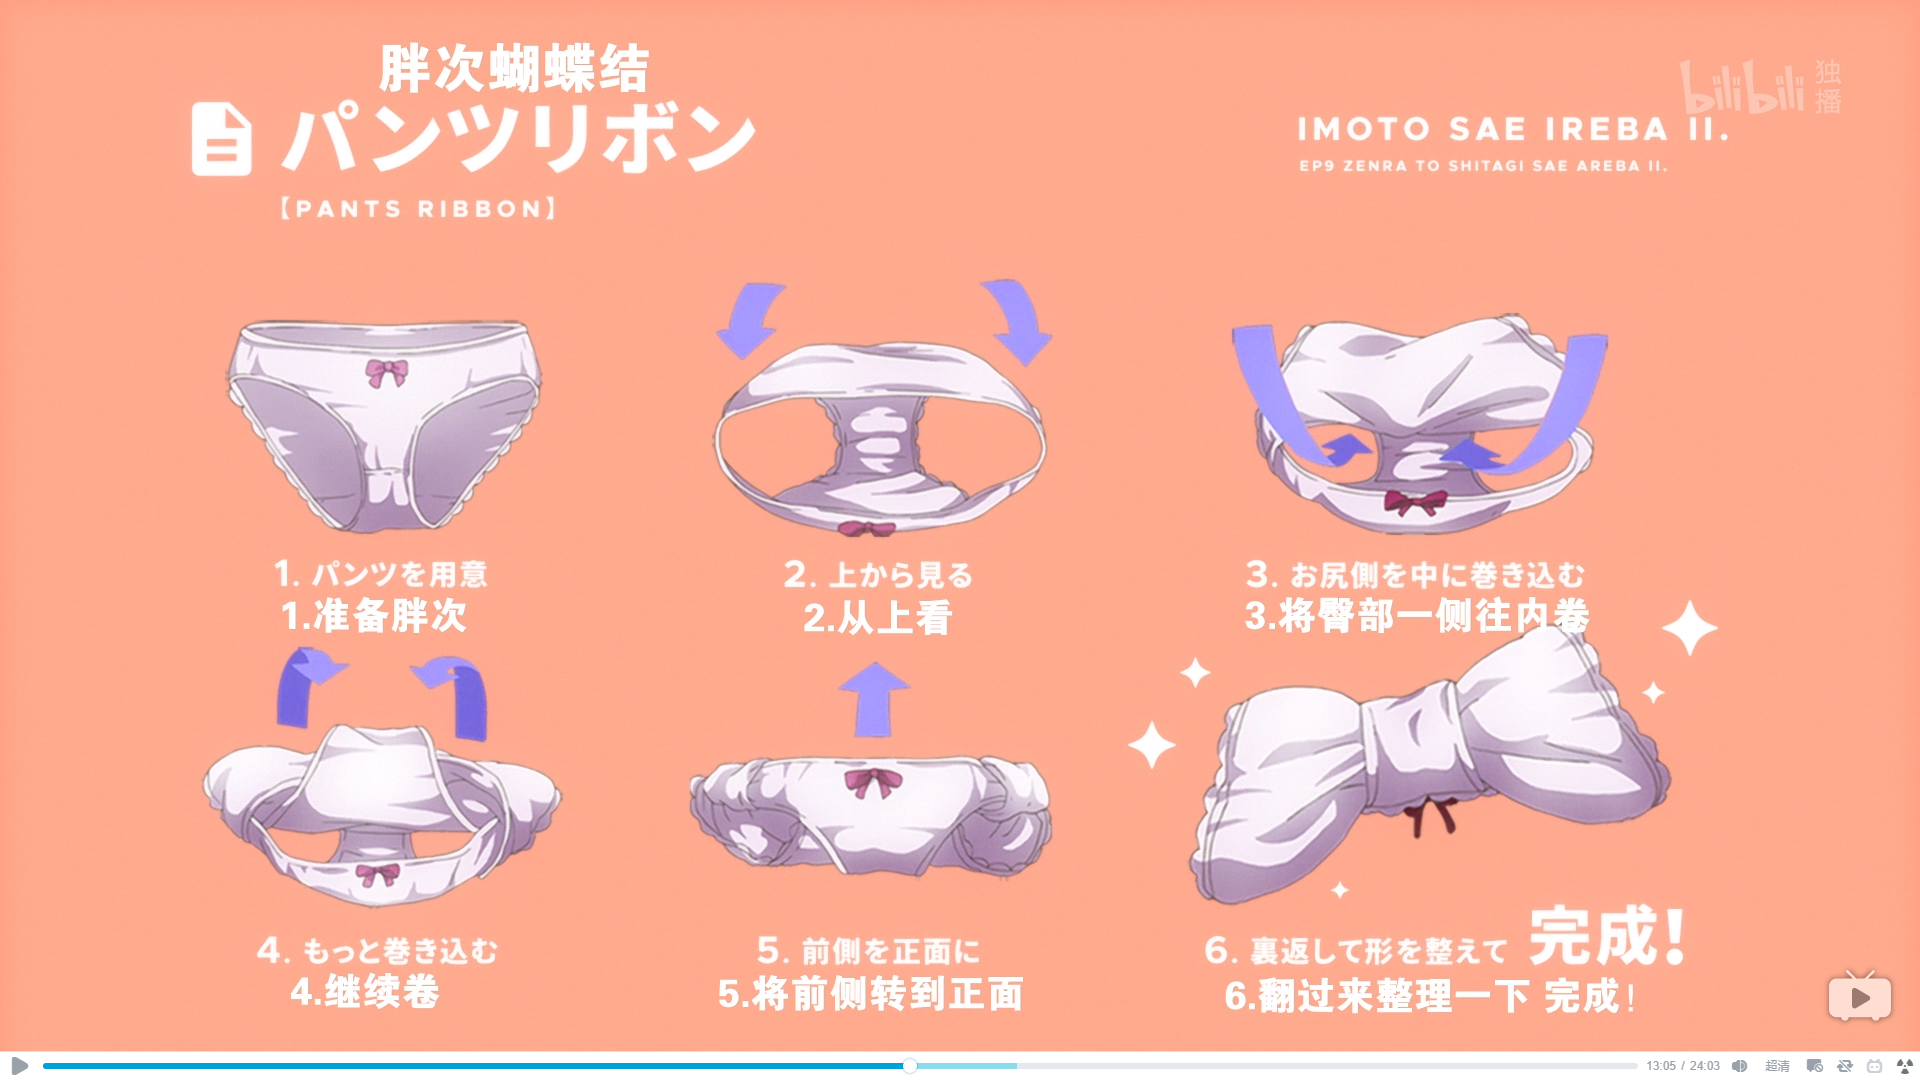 胖次蝴蝶结
パンツリボン
【PANTS RIBBON】
bilibili 独播
IMOTO SAE IREBA II.
EP9 ZENRA TO SHITAGI SAE AREBA II.
1. パンツを用意
1.准备胖次
2. 上から見る
2.从上看
3. お尻側を中に巻き込む
3.将臀部一侧往内卷
4. もっと巻き込む
4.继续卷
5. 前側を正面に
5.将前侧转到正面
6. 裏返して形を整えて 完成!
6.翻过来整理一下 完成!
13:05 / 24:03 超清